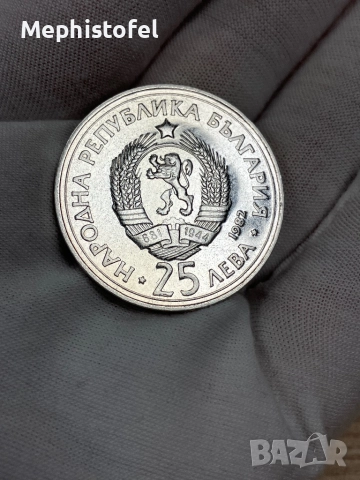 Mephistofel
НАРОДНА РЕПУБЛИКА БЪЛГАРИЯ
681 1944
1982
25
ЛЕВА
BAZAR